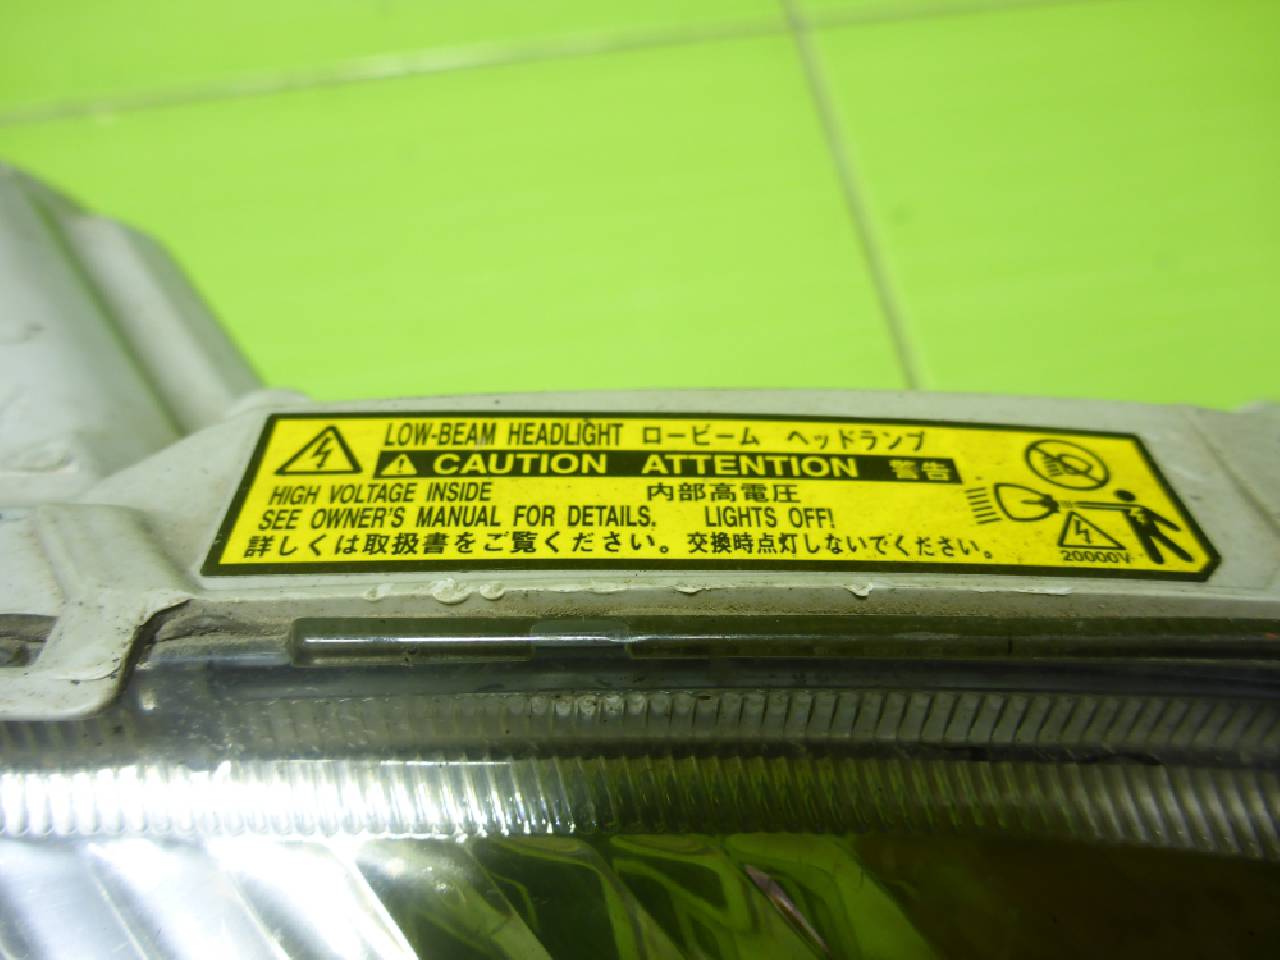 LOW-BEAM HEADLIGHT ロービーム ヘッドランプ
CAUTION ATTENTION 警告
HIGH VOLTAGE INSIDE 内部高電圧
SEE OWNER'S MANUAL FOR DETAILS. LIGHTS OFF!
詳しくは取扱書をご覧ください。交換時点灯しないでください。
20000V